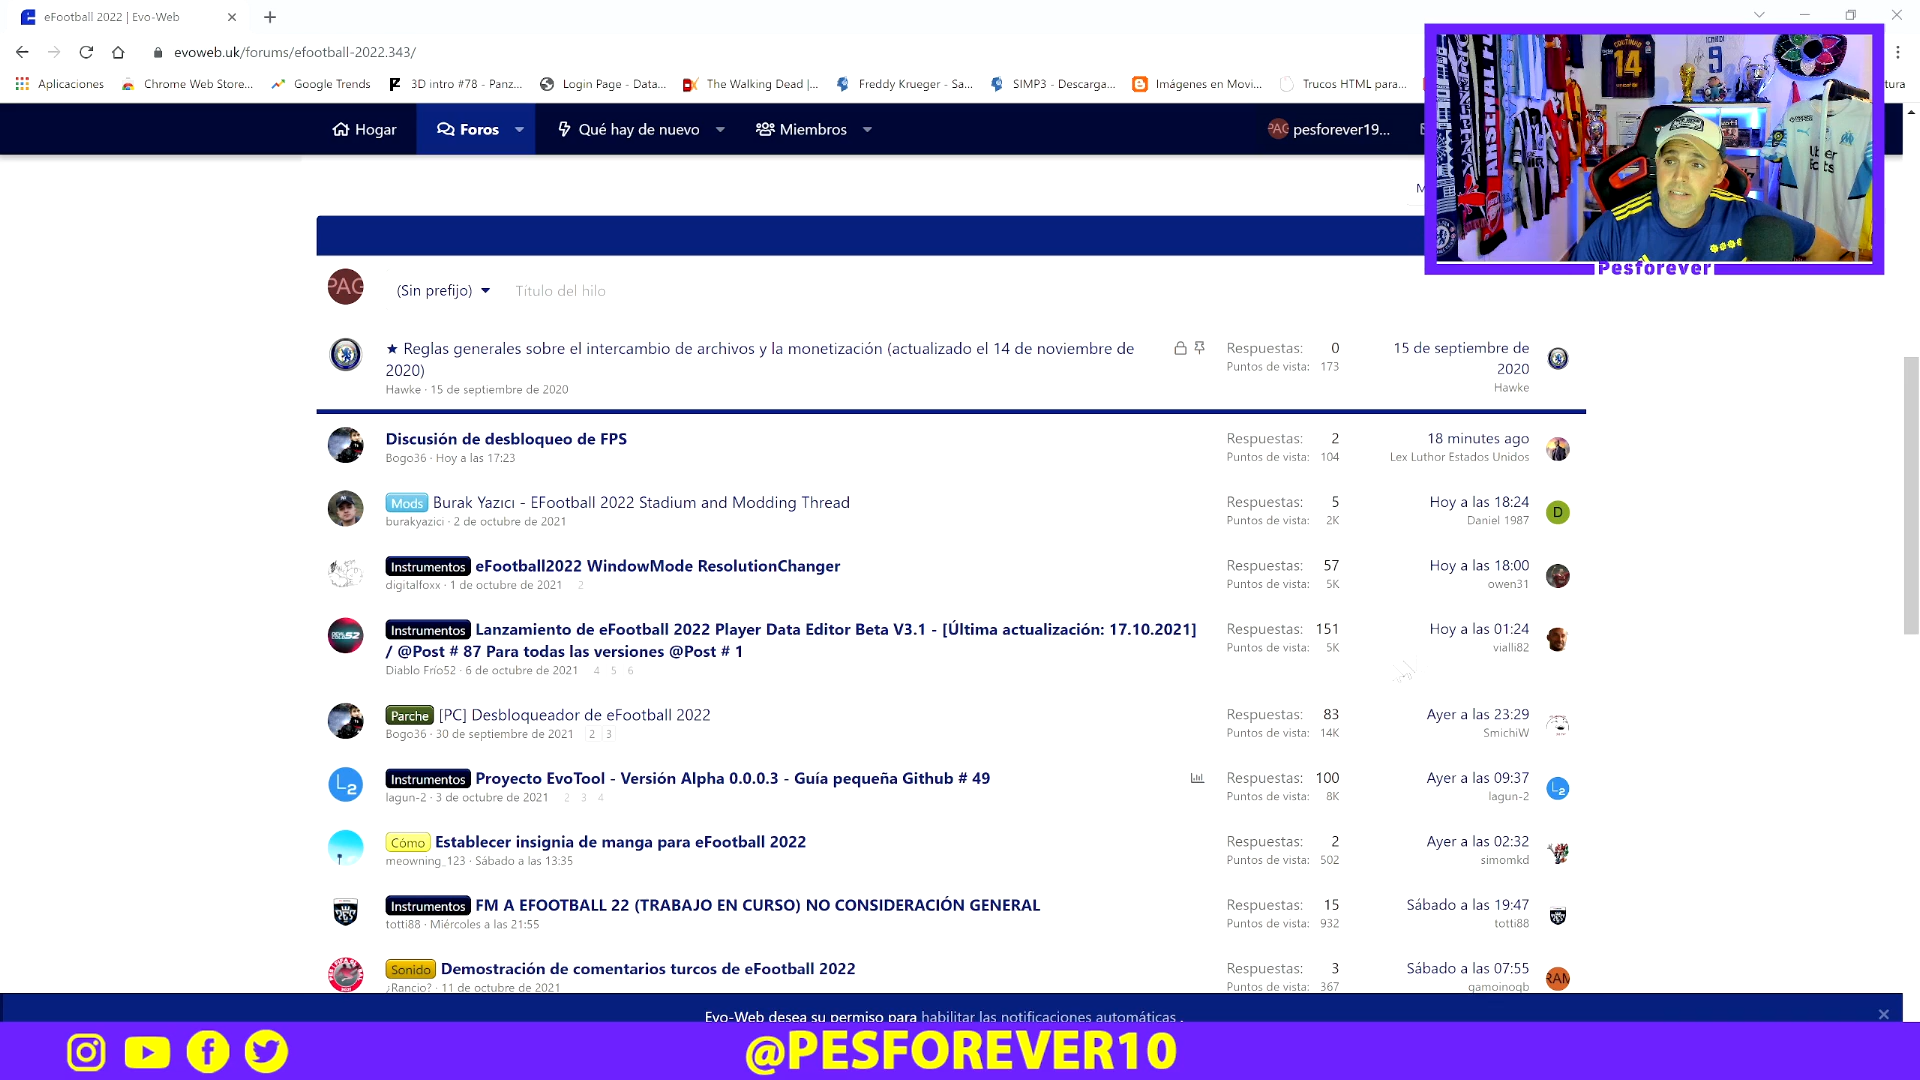 eFootball 2022 | Evo-Web
evoweb.uk/forums/efootball-2022.343/
Aplicaciones Chrome Web Store... Google Trends 3D intro #78 - Panz... Login Page - Data... The Walking Dead |... Freddy Krueger - Sa... SIMP3 - Descarga... Imágenes en Movi... Trucos HTML para... tura
Hogar Foros Qué hay de nuevo Miembros PAG pesforever19...
14
9
ARSENAL
Pesforever
PAG (Sin prefijo) Título del hilo
★ Reglas generales sobre el intercambio de archivos y la monetización (actualizado el 14 de noviembre de
2020)
Hawke · 15 de septiembre de 2020
Respuestas: 0
Puntos de vista: 173
15 de septiembre de
2020
Hawke
Discusión de desbloqueo de FPS
Bogo36 · Hoy a las 17:23
Respuestas: 2
Puntos de vista: 104
18 minutes ago
Lex Luthor Estados Unidos
Mods Burak Yazıcı - EFootball 2022 Stadium and Modding Thread
burakyazici · 2 de octubre de 2021
Respuestas: 5
Puntos de vista: 2K
Hoy a las 18:24
Daniel 1987
D
Instrumentos eFootball2022 WindowMode ResolutionChanger
digitalfoxx · 1 de octubre de 2021 2
Respuestas: 57
Puntos de vista: 5K
Hoy a las 18:00
owen31
Instrumentos Lanzamiento de eFootball 2022 Player Data Editor Beta V3.1 - [Última actualización: 17.10.2021]
/ @Post # 87 Para todas las versiones @Post # 1
Diablo Frío52 · 6 de octubre de 2021 4 5 6
Respuestas: 151
Puntos de vista: 5K
Hoy a las 01:24
vialli82
Parche [PC] Desbloqueador de eFootball 2022
Bogo36 · 30 de septiembre de 2021 2 3
Respuestas: 83
Puntos de vista: 14K
Ayer a las 23:29
SmichiW
L2
Instrumentos Proyecto EvoTool - Versión Alpha 0.0.0.3 - Guía pequeña Github # 49
lagun-2 · 3 de octubre de 2021 2 3 4
Respuestas: 100
Puntos de vista: 8K
Ayer a las 09:37
lagun-2
L2
Cómo Establecer insignia de manga para eFootball 2022
meowning_123 · Sábado a las 13:35
Respuestas: 2
Puntos de vista: 502
Ayer a las 02:32
simomkd
Instrumentos FM A EFOOTBALL 22 (TRABAJO EN CURSO) NO CONSIDERACIÓN GENERAL
totti88 · Miércoles a las 21:55
Respuestas: 15
Puntos de vista: 932
Sábado a las 19:47
totti88
Sonido Demostración de comentarios turcos de eFootball 2022
¿Rancio? · 11 de octubre de 2021
Respuestas: 3
Puntos de vista: 367
Sábado a las 07:55
gamoinogb
RAM
Evo-Web desea su permiso para habilitar las notificaciones automáticas .
@PESFOREVER10